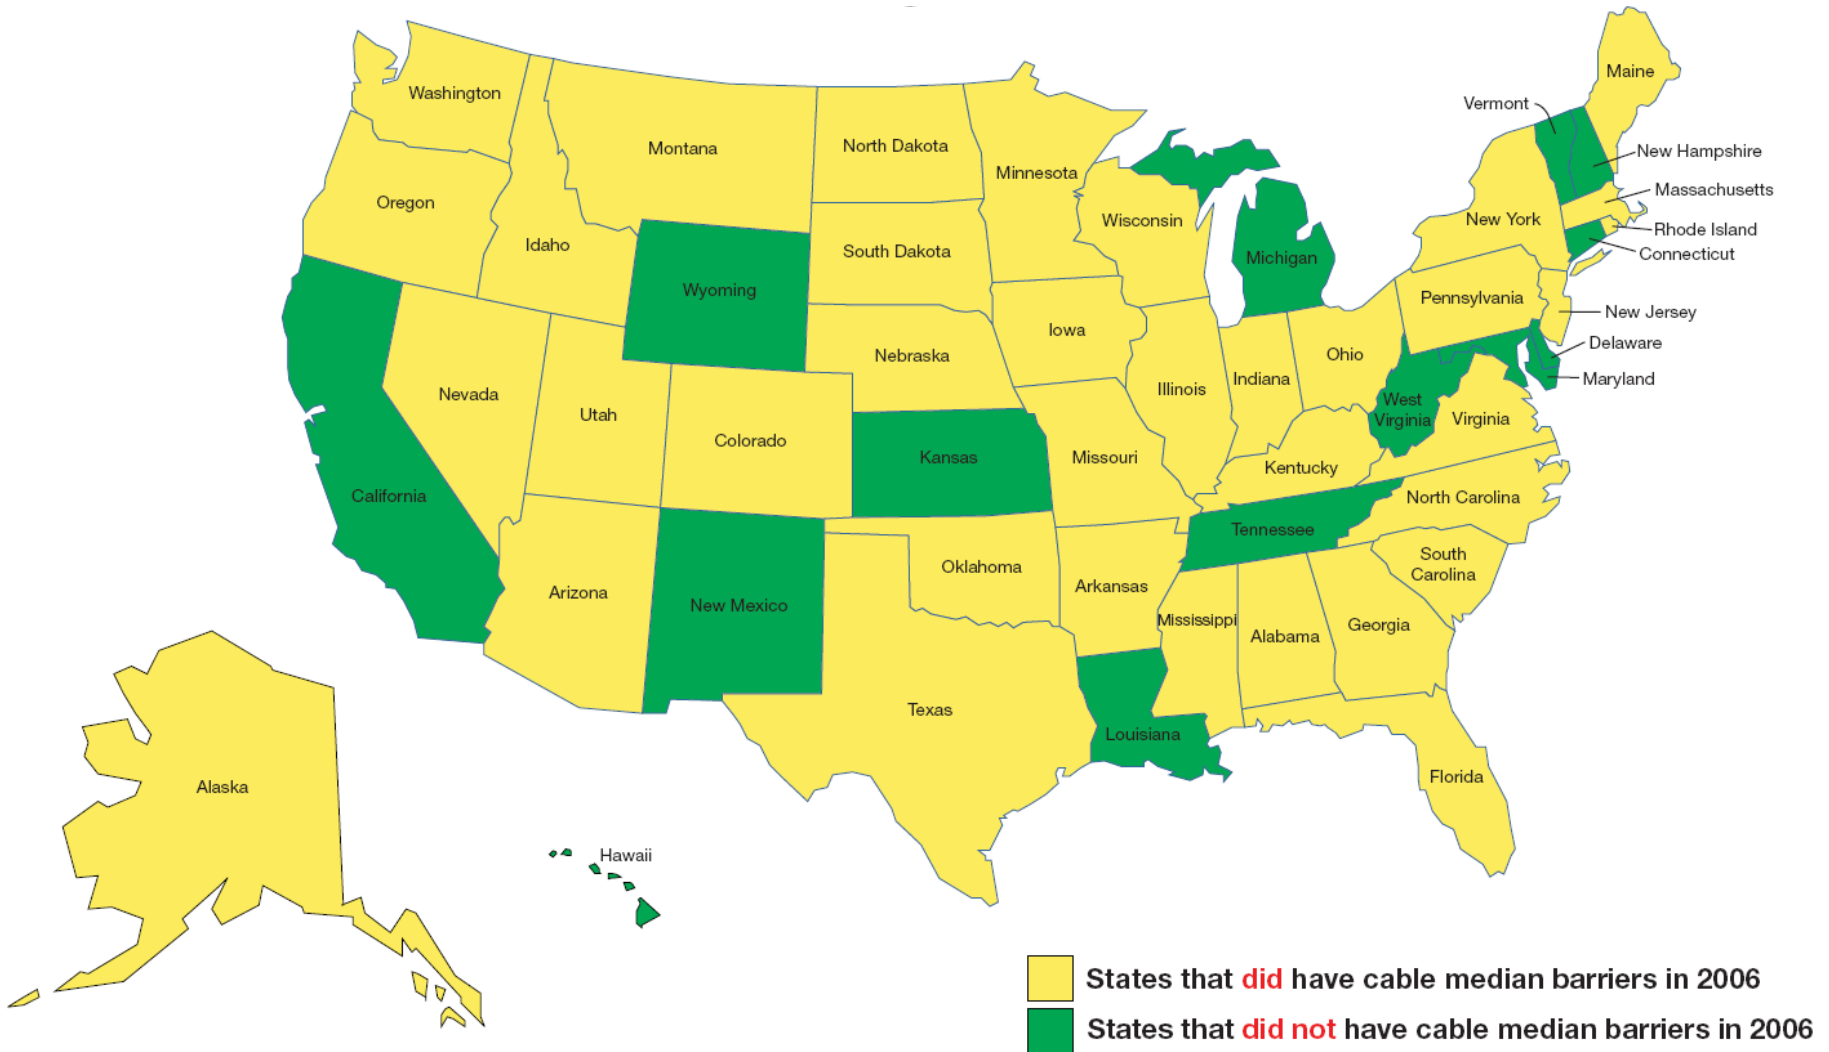 Maine
Washington
Vermont
Montana
North Dakota
Minnesota
New Hampshire
Massachusetts
Oregon
Wisconsin
New York
Rhode Island
Idaho
South Dakota
Connecticut
Michigan
Wyoming
Pennsylvania
New Jersey
Iowa
Delaware
Nebraska
Ohio
Maryland
Nevada
Illinois
Indiana
West
Virginia
Virginia
Utah
Colorado
Kansas
Missouri
Kentucky
California
North Carolina
Tennessee
South
Carolina
Oklahoma
Arkansas
Arizona
New Mexico
Mississippi
Alabama
Georgia
Texas
Louisiana
Florida
Alaska
Hawaii
States that did have cable median barriers in 2006
States that did not have cable median barriers in 2006